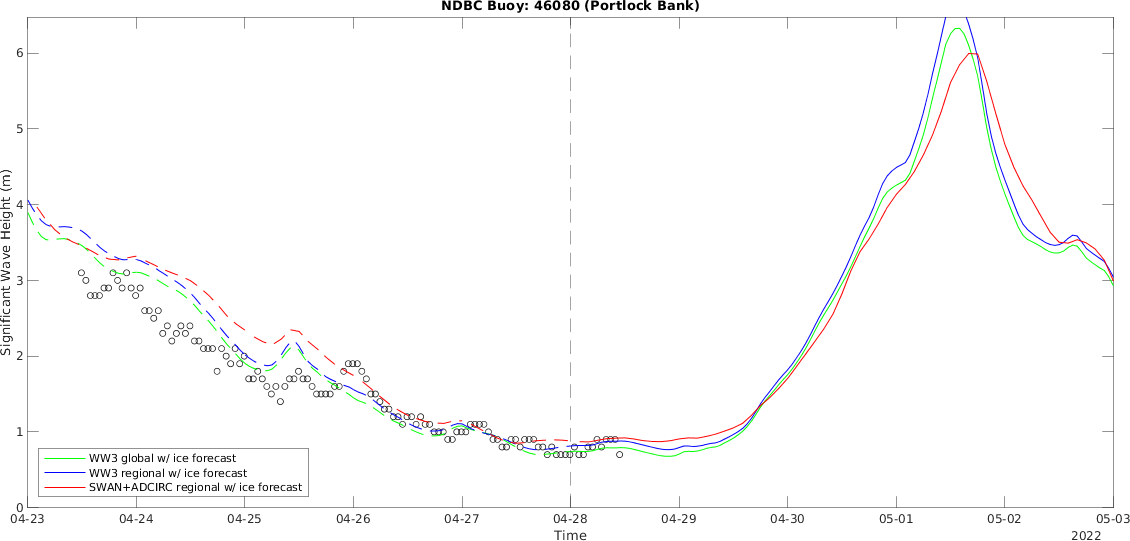 NDBC Buoy: 46080 (Portlock Bank)
Significant Wave Height (m)
6
5
4
3
2
1
0
WW3 global w/ ice forecast
WW3 regional w/ ice forecast
SWAN+ADCIRC regional w/ ice forecast
04-23 04-24 04-25 04-26 04-27 04-28 04-29 04-30 05-01 05-02 05-03
Time
2022